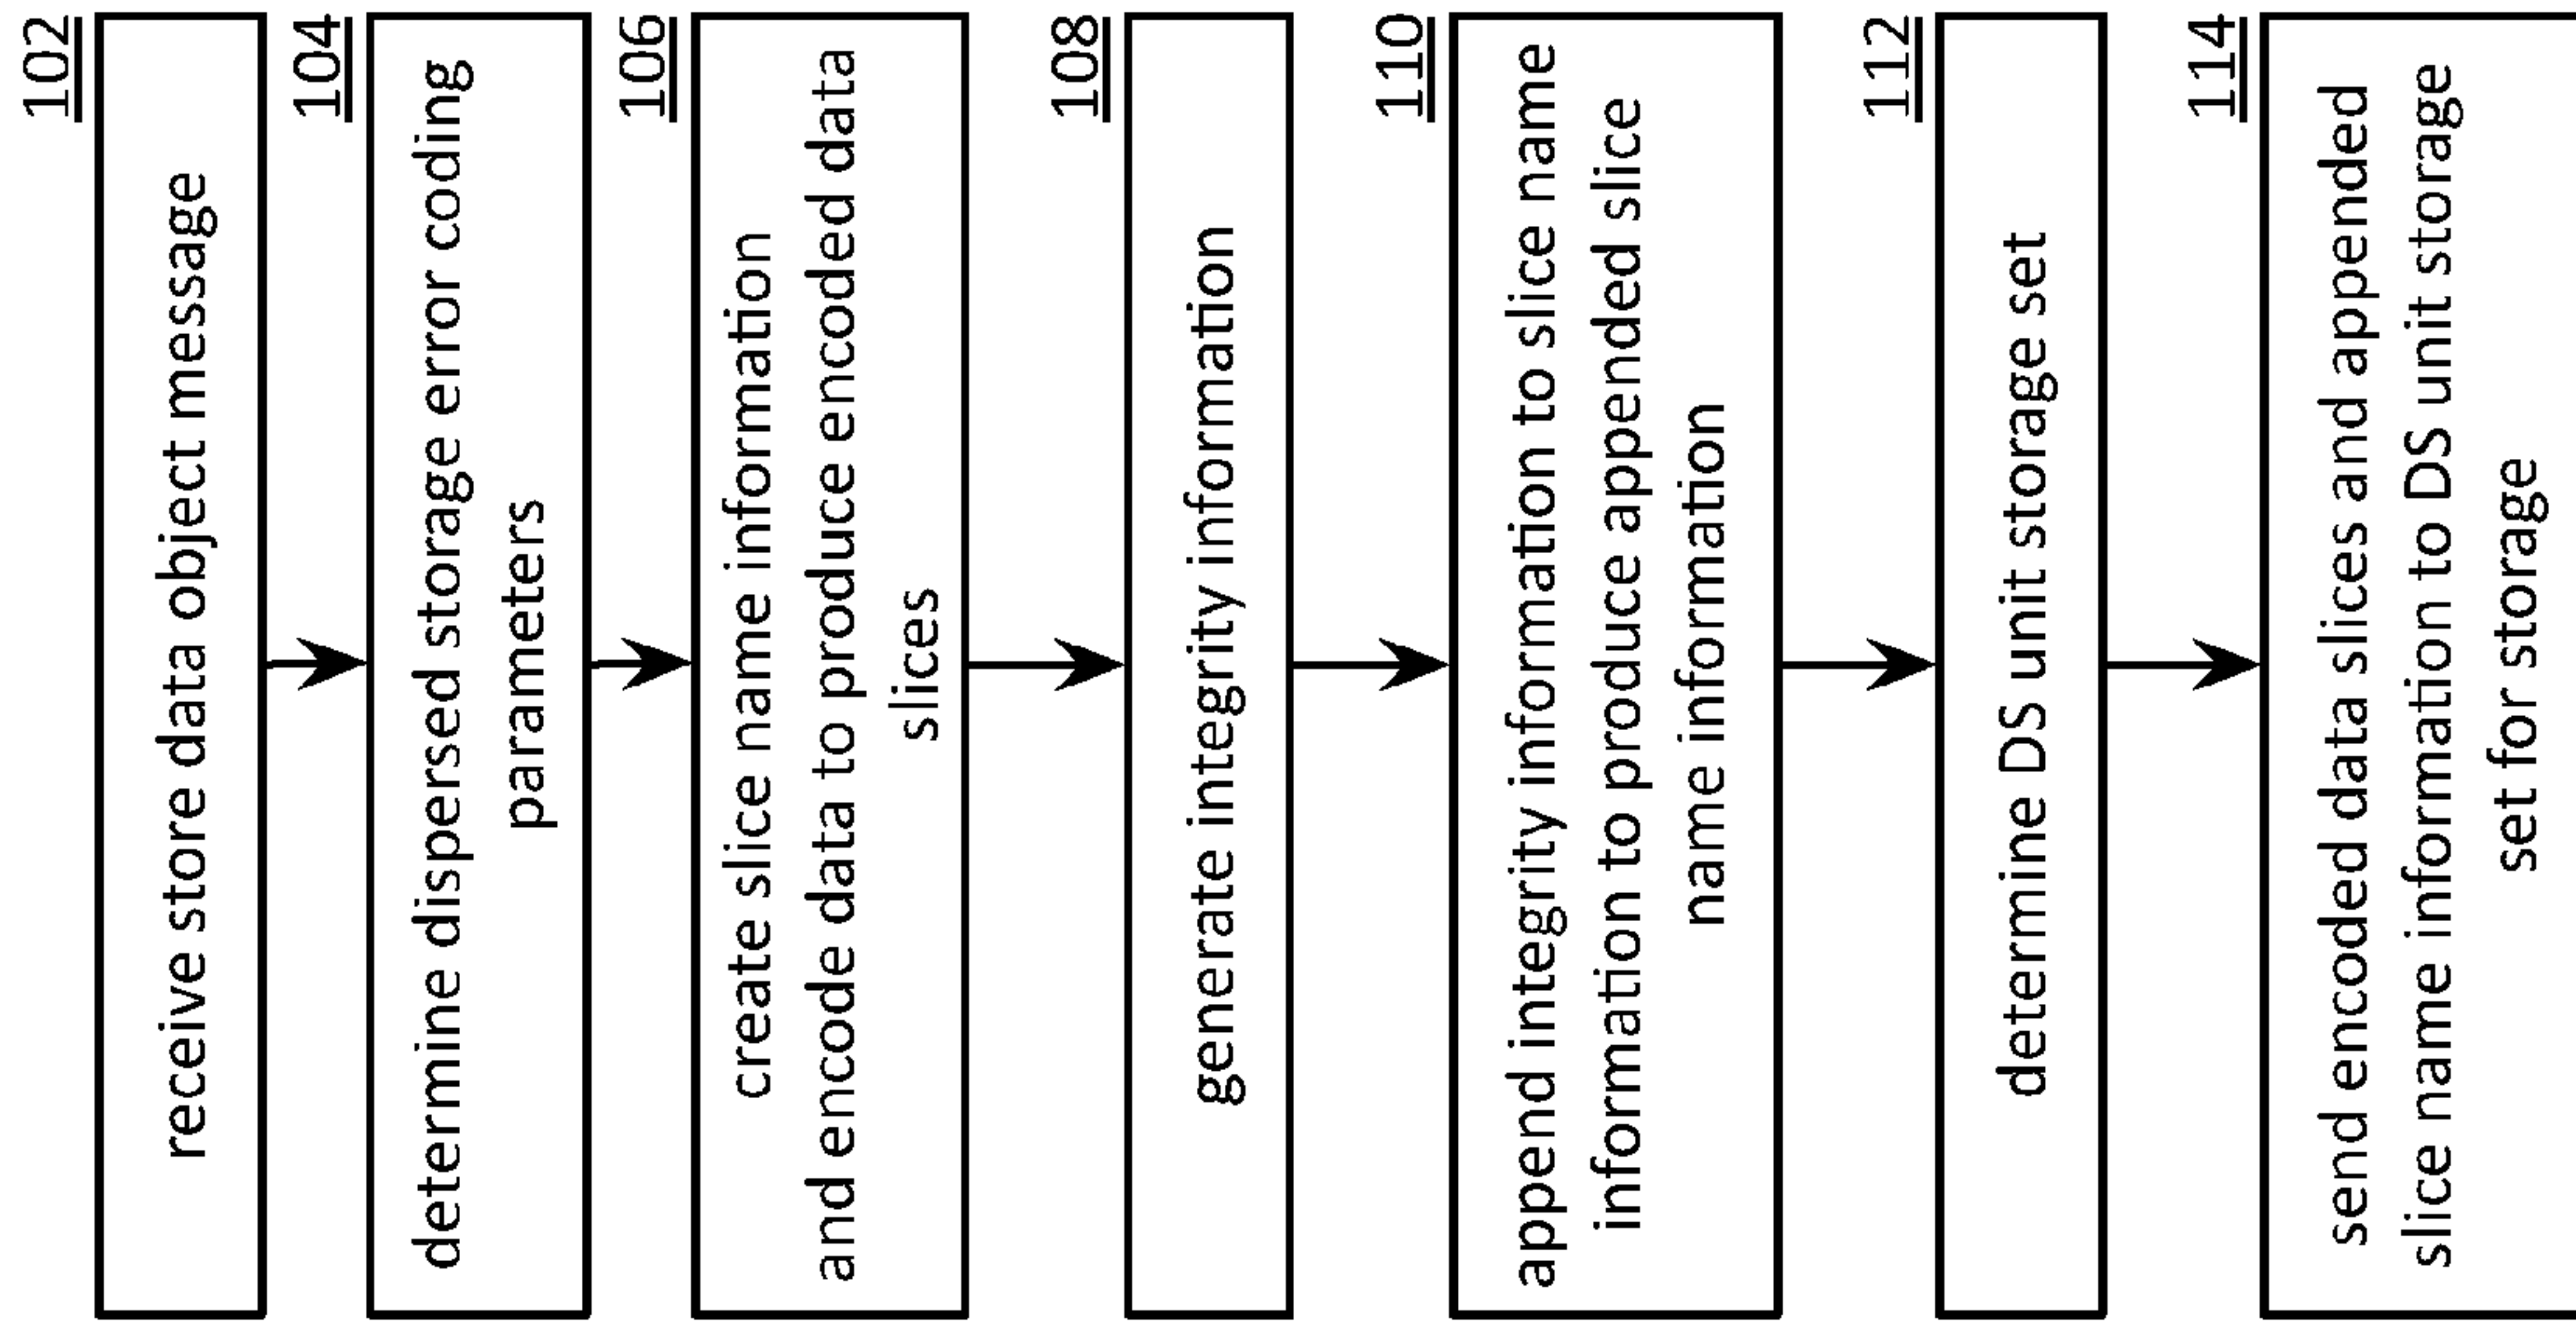 102
receive store data object message
104
determine dispersed storage error coding
parameters
106
create slice name information
and encode data to produce encoded data
slices
108
generate integrity information
110
append integrity information to slice name
information to produce appended slice
name information
112
determine DS unit storage set
114
send encoded data slices and appended
slice name information to DS unit storage
set for storage